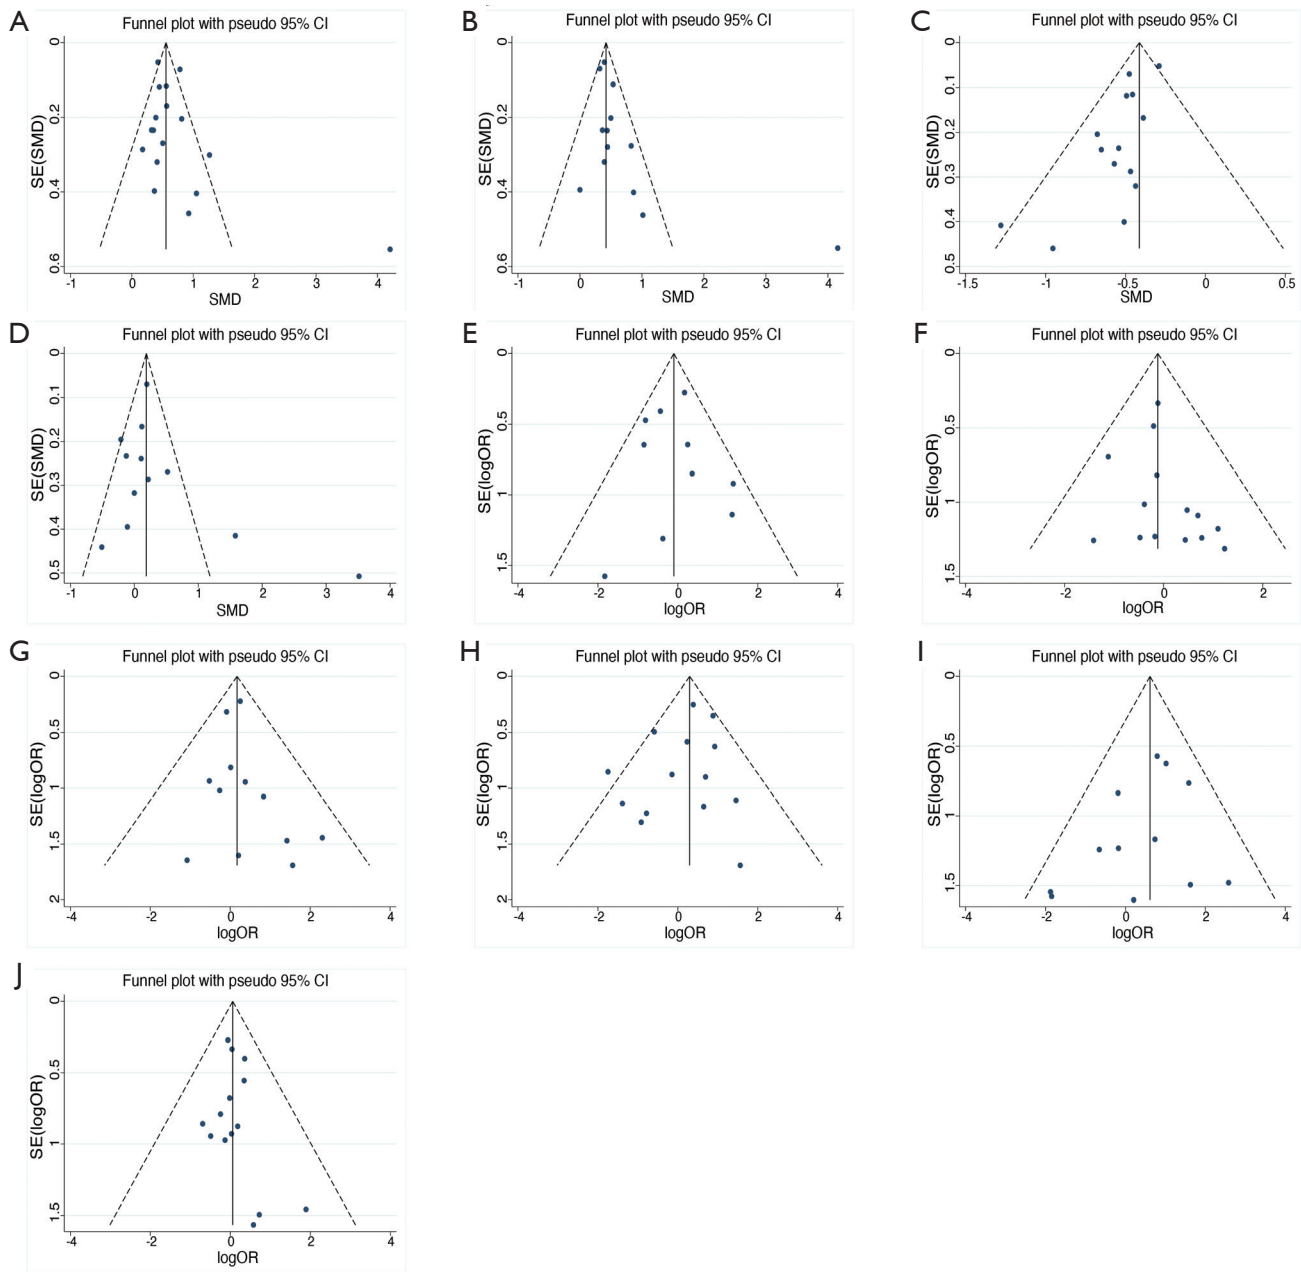 A
Funnel plot with pseudo 95% CI
SE(SMD)
0
0.2
0.4
0.6
-1 0 1 2 3 4
SMD
B
Funnel plot with pseudo 95% CI
SE(SMD)
0
0.2
0.4
0.6
-1 0 1 2 3 4
SMD
C
Funnel plot with pseudo 95% CI
SE(SMD)
0
0.1
0.2
0.3
0.4
0.5
-1.5 -1 -0.5 0 0.5
SMD
D
Funnel plot with pseudo 95% CI
SE(SMD)
0
0.1
0.2
0.3
0.4
0.5
-1 0 1 2 3 4
SMD
E
Funnel plot with pseudo 95% CI
SE(logOR)
0
0.5
1
1.5
-4 -2 0 2 4
logOR
F
Funnel plot with pseudo 95% CI
SE(logOR)
0
0.5
1
1.5
-4 -2 0 2
logOR
G
Funnel plot with pseudo 95% CI
SE(logOR)
0
0.5
1
1.5
2
-4 -2 0 2 4
logOR
H
Funnel plot with pseudo 95% CI
SE(logOR)
0
0.5
1
1.5
2
-4 -2 0 2 4
logOR
I
Funnel plot with pseudo 95% CI
SE(logOR)
0
0.5
1
1.5
-4 -2 0 2 4
logOR
J
Funnel plot with pseudo 95% CI
SE(logOR)
0
0.5
1
1.5
-4 -2 0 2 4
logOR